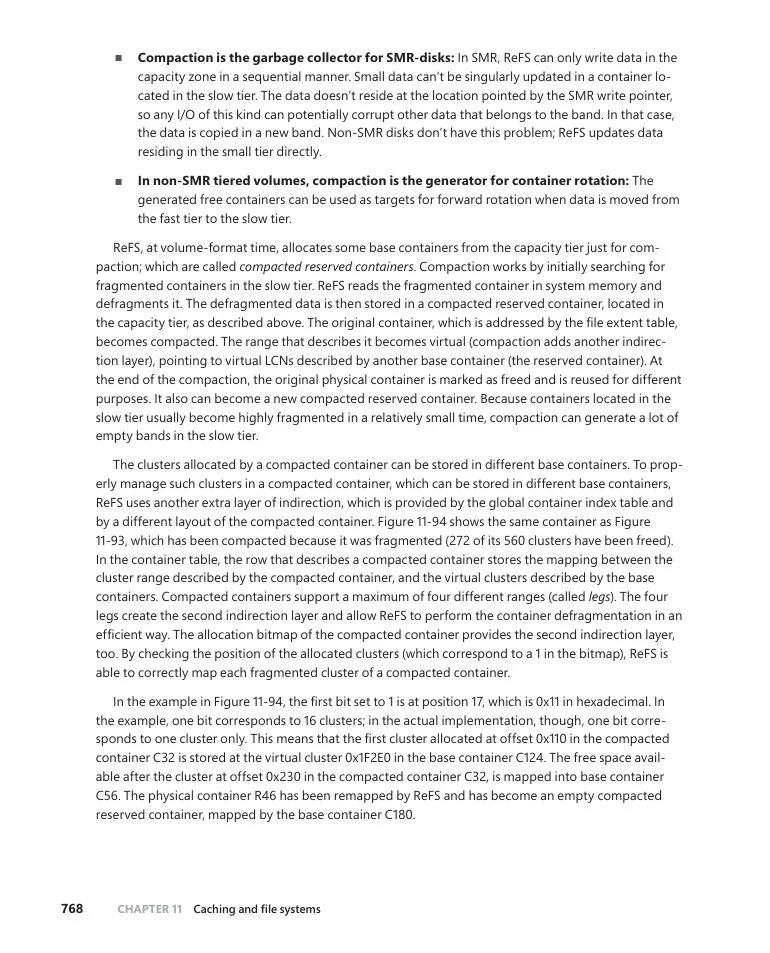 ■ Compaction is the garbage collector for SMR-disks: In SMR, ReFS can only write data in the
capacity zone in a sequential manner. Small data can't be singularly updated in a container lo-
cated in the slow tier. The data doesn't reside at the location pointed by the SMR write pointer,
so any I/O of this kind can potentially corrupt other data that belongs to the band. In that case,
the data is copied in a new band. Non-SMR disks don't have this problem; ReFS updates data
residing in the small tier directly.
■ In non-SMR tiered volumes, compaction is the generator for container rotation: The
generated free containers can be used as targets for forward rotation when data is moved from
the fast tier to the slow tier.
ReFS, at volume-format time, allocates some base containers from the capacity tier just for com-
paction; which are called compacted reserved containers. Compaction works by initially searching for
fragmented containers in the slow tier. ReFS reads the fragmented container in system memory and
defragments it. The defragmented data is then stored in a compacted reserved container, located in
the capacity tier, as described above. The original container, which is addressed by the file extent table,
becomes compacted. The range that describes it becomes virtual (compaction adds another indirec-
tion layer), pointing to virtual LCNs described by another base container (the reserved container). At
the end of the compaction, the original physical container is marked as freed and is reused for different
purposes. It also can become a new compacted reserved container. Because containers located in the
slow tier usually become highly fragmented in a relatively small time, compaction can generate a lot of
empty bands in the slow tier.
The clusters allocated by a compacted container can be stored in different base containers. To prop-
erly manage such clusters in a compacted container, which can be stored in different base containers,
ReFS uses another extra layer of indirection, which is provided by the global container index table and
by a different layout of the compacted container. Figure 11-94 shows the same container as Figure
11-93, which has been compacted because it was fragmented (272 of its 560 clusters have been freed).
In the container table, the row that describes a compacted container stores the mapping between the
cluster range described by the compacted container, and the virtual clusters described by the base
containers. Compacted containers support a maximum of four different ranges (called legs). The four
legs create the second indirection layer and allow ReFS to perform the container defragmentation in an
efficient way. The allocation bitmap of the compacted container provides the second indirection layer,
too. By checking the position of the allocated clusters (which correspond to a 1 in the bitmap), ReFS is
able to correctly map each fragmented cluster of a compacted container.
In the example in Figure 11-94, the first bit set to 1 is at position 17, which is 0x11 in hexadecimal. In
the example, one bit corresponds to 16 clusters; in the actual implementation, though, one bit corre-
sponds to one cluster only. This means that the first cluster allocated at offset 0x110 in the compacted
container C32 is stored at the virtual cluster 0x1F2E0 in the base container C124. The free space avail-
able after the cluster at offset 0x230 in the compacted container C32, is mapped into base container
C56. The physical container R46 has been remapped by ReFS and has become an empty compacted
reserved container, mapped by the base container C180.
768 CHAPTER 11 Caching and file systems